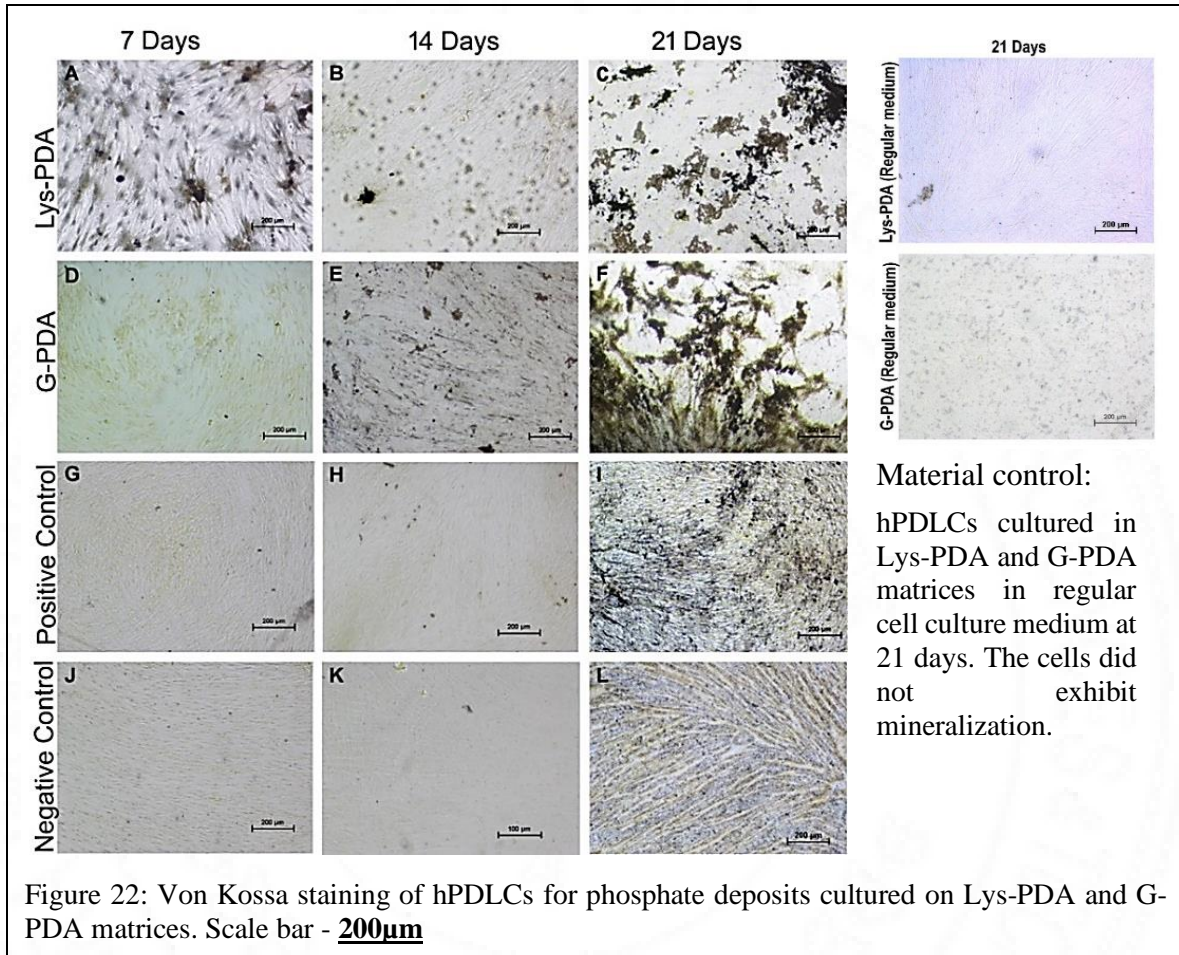 7 Days
14 Days
21 Days
21 Days
Lys-PDA
A
200 µm
B
200 µm
C
200 µm
Lys-PDA (Regular medium)
200 µm
G-PDA
D
200 µm
E
200 µm
F
200 µm
G-PDA (Regular medium)
200 µm
Positive Control
G
200 µm
H
200 µm
I
200 µm
Negative Control
J
200 µm
K
100 µm
L
200 µm
Material control:
hPDLCs cultured in
Lys-PDA and G-PDA
matrices in regular
cell culture medium at
21 days. The cells did
not exhibit
mineralization.
Figure 22: Von Kossa staining of hPDLCs for phosphate deposits cultured on Lys-PDA and G-
PDA matrices. Scale bar - 200µm